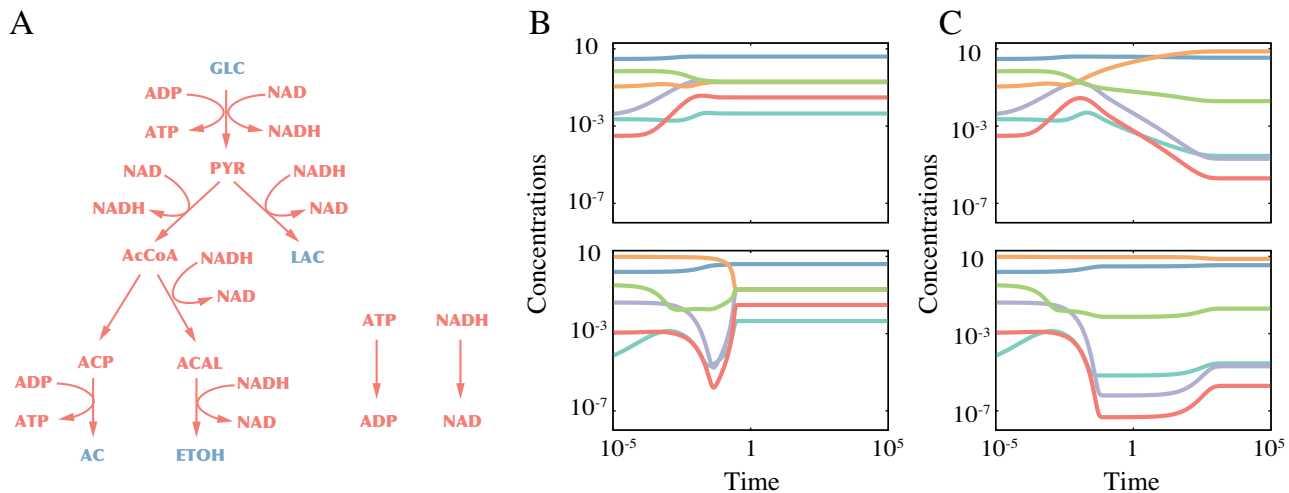 A
GLC
ADP NAD
ATP NADH
PYR
NAD NADH
NADH NAD
AcCoA LAC
NADH
NAD
ACP ACAL
ADP NADH
ATP NAD
AC ETOH
ATP NADH
ADP NAD
B
10
10^-3
10^-7
Concentrations
10
10^-3
10^-7
10^-5 1 10^5
Time
C
10
10^-3
10^-7
Concentrations
10
10^-3
10^-7
10^-5 1 10^5
Time